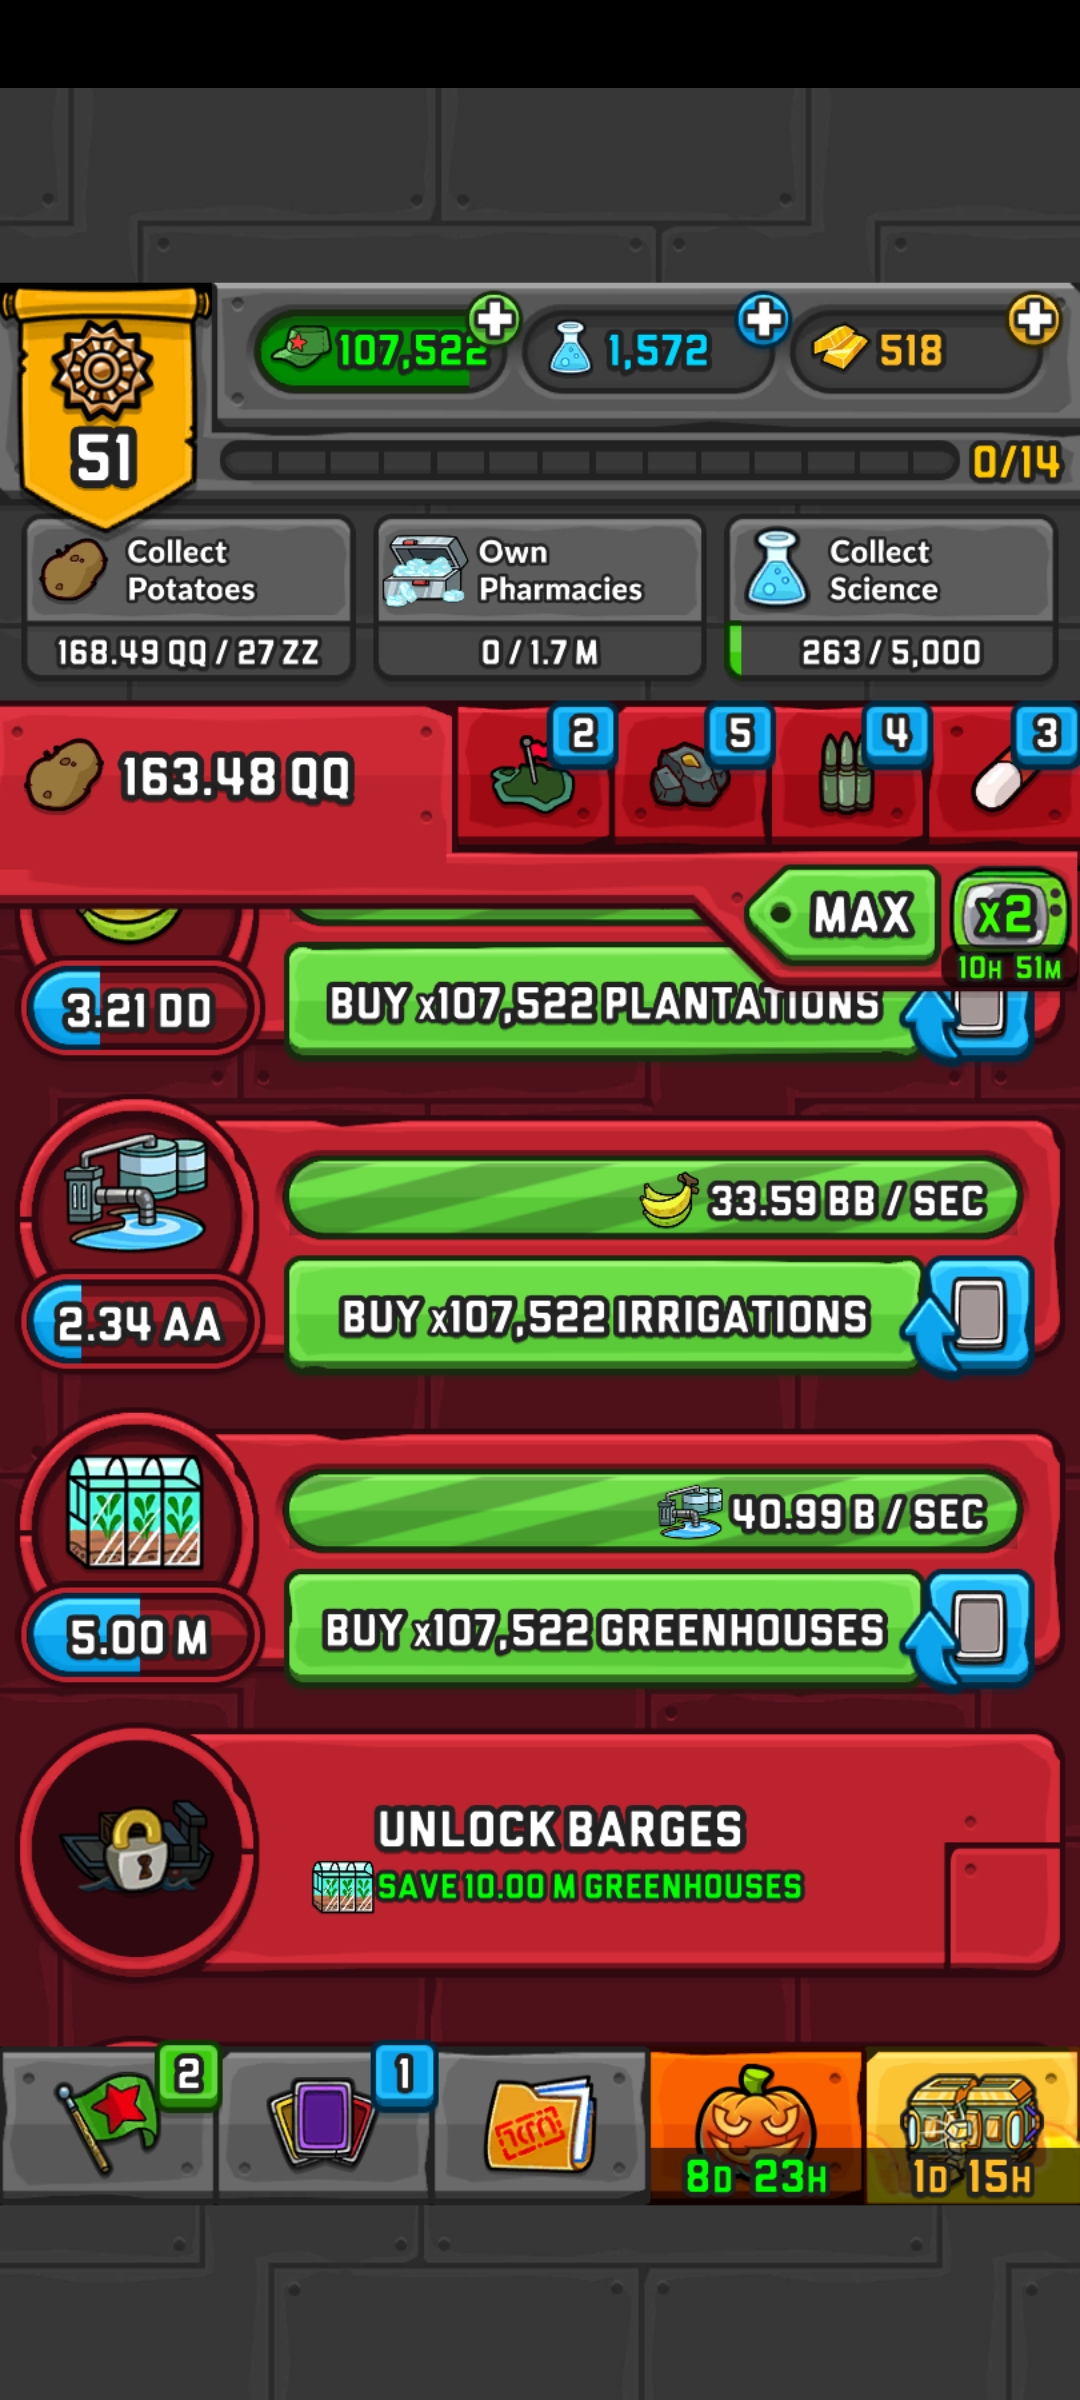 51
107,522
1,572
518
0/14
Collect
Potatoes
168.49 QQ / 27 ZZ
Own
Pharmacies
0 / 1.7 M
Collect
Science
263 / 5,000
163.48 QQ
2
5
4
3
MAX
x2
10H 51M
3.21 DD
BUY x107,522 PLANTATIONS
33.59 BB / SEC
2.34 AA
BUY x107,522 IRRIGATIONS
40.99 B / SEC
5.00 M
BUY x107,522 GREENHOUSES
UNLOCK BARGES
SAVE 10.00 M GREENHOUSES
2
1
8D 23H
1D 15H